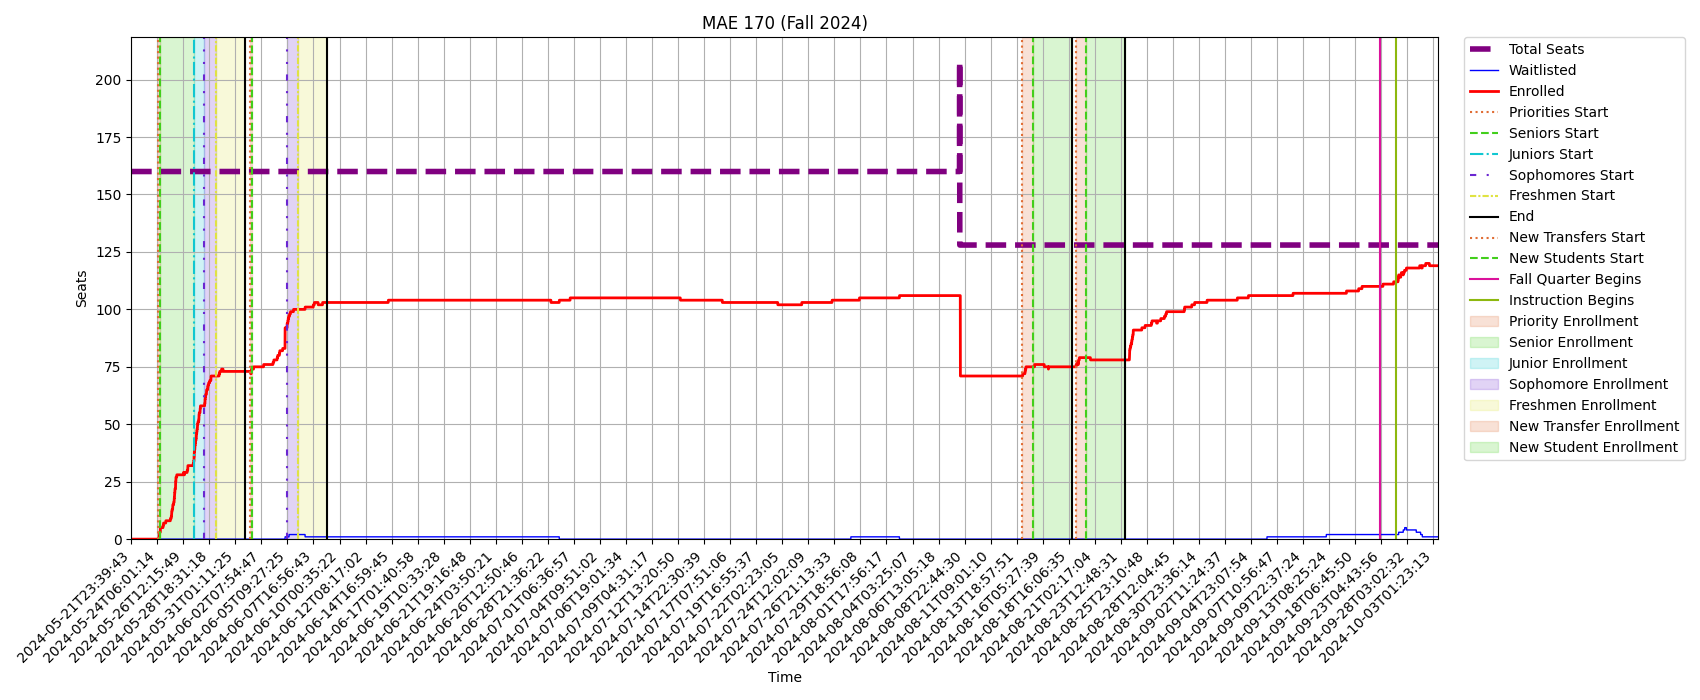 MAE 170 (Fall 2024)
Seats
200
175
150
125
100
75
50
25
0
2024-05-21T23:39:43
2024-05-24T06:01:14
2024-05-26T12:15:49
2024-05-28T18:31:18
2024-05-31T01:11:25
2024-06-02T07:54:47
2024-06-05T09:27:25
2024-06-07T16:56:43
2024-06-10T00:35:22
2024-06-12T08:17:02
2024-06-14T16:59:45
2024-06-17T01:40:58
2024-06-19T10:33:28
2024-06-21T19:16:48
2024-06-24T03:50:21
2024-06-26T12:50:46
2024-06-28T21:36:22
2024-07-01T06:36:57
2024-07-04T09:51:02
2024-07-06T19:01:34
2024-07-09T04:31:17
2024-07-12T13:20:50
2024-07-14T22:30:39
2024-07-17T07:51:06
2024-07-19T16:55:37
2024-07-22T02:23:05
2024-07-24T12:02:09
2024-07-26T21:13:33
2024-07-29T18:56:08
2024-08-01T17:56:17
2024-08-04T03:25:07
2024-08-06T13:05:18
2024-08-08T22:44:30
2024-08-11T09:01:10
2024-08-13T18:57:51
2024-08-16T05:27:39
2024-08-18T16:06:35
2024-08-21T02:17:04
2024-08-23T12:48:31
2024-08-25T23:10:48
2024-08-28T12:04:45
2024-08-30T23:36:14
2024-09-02T11:24:37
2024-09-04T23:07:54
2024-09-07T10:56:47
2024-09-09T22:37:24
2024-09-13T08:25:24
2024-09-18T06:45:50
2024-09-23T04:43:56
2024-09-28T03:02:32
2024-10-03T01:23:13
Time
Total Seats
Waitlisted
Enrolled
Priorities Start
Seniors Start
Juniors Start
Sophomores Start
Freshmen Start
End
New Transfers Start
New Students Start
Fall Quarter Begins
Instruction Begins
Priority Enrollment
Senior Enrollment
Junior Enrollment
Sophomore Enrollment
Freshmen Enrollment
New Transfer Enrollment
New Student Enrollment